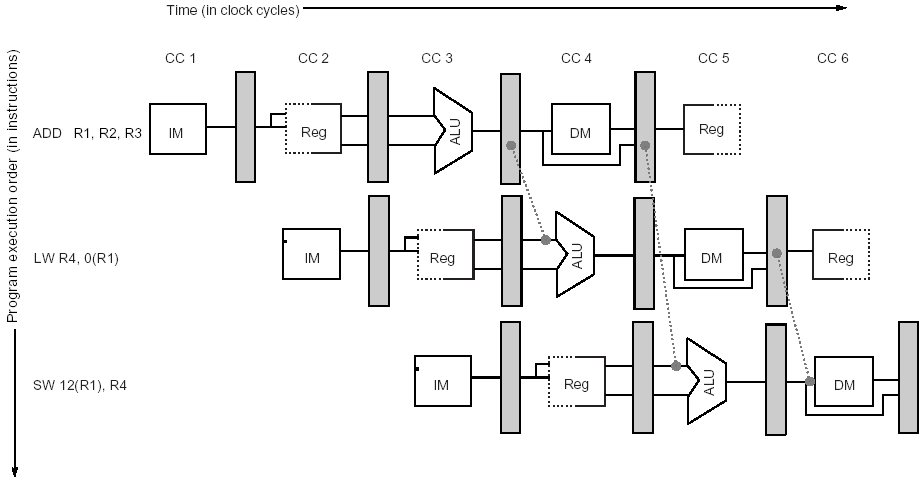 Time (in clock cycles)
Program execution order (in instructions)
CC 1 CC 2 CC 3 CC 4 CC 5 CC 6
ADD R1, R2, R3
IM Reg ALU DM Reg
LW R4, 0(R1)
IM Reg ALU DM Reg
SW 12(R1), R4
IM Reg ALU DM